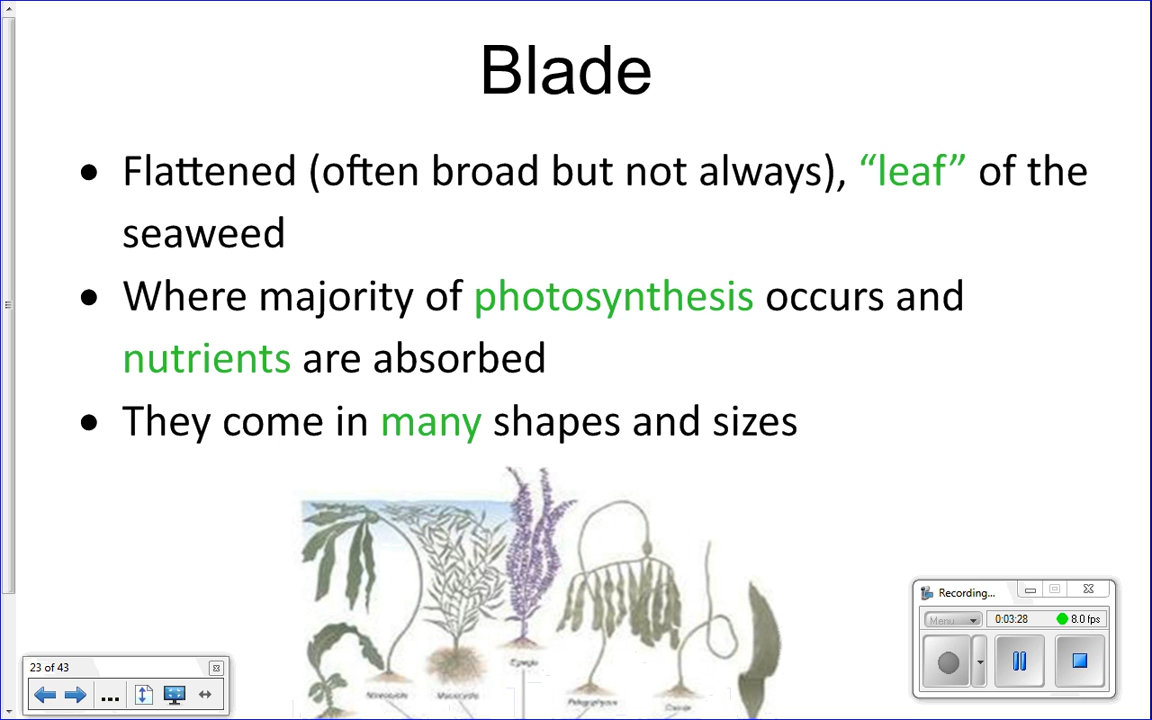 Blade
• Flattened (often broad but not always), “leaf” of the
seaweed
• Where majority of photosynthesis occurs and
nutrients are absorbed
• They come in many shapes and sizes
Recording...
Menu
0:03:28
8.0 fps
23 of 43
...